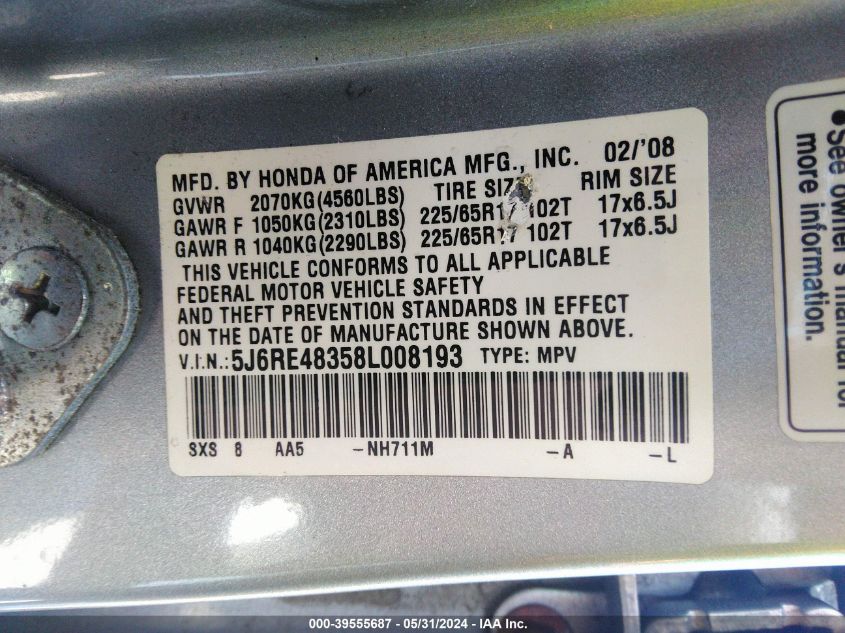 MFD. BY HONDA OF AMERICA MFG., INC. 02/'08
GVWR 2070KG(4560LBS) TIRE SIZE RIM SIZE
GAWR F 1050KG(2310LBS) 225/65R17 102T 17x6.5J
GAWR R 1040KG(2290LBS) 225/65R17 102T 17x6.5J
THIS VEHICLE CONFORMS TO ALL APPLICABLE
FEDERAL MOTOR VEHICLE SAFETY
AND THEFT PREVENTION STANDARDS IN EFFECT
ON THE DATE OF MANUFACTURE SHOWN ABOVE.
V.I.N.:5J6RE48358L008193 TYPE: MPV
SXS 8 AA5 -NH711M -A -L
●See owner's manual for
more information.
000-39555687 - 05/31/2024 - IAA Inc.